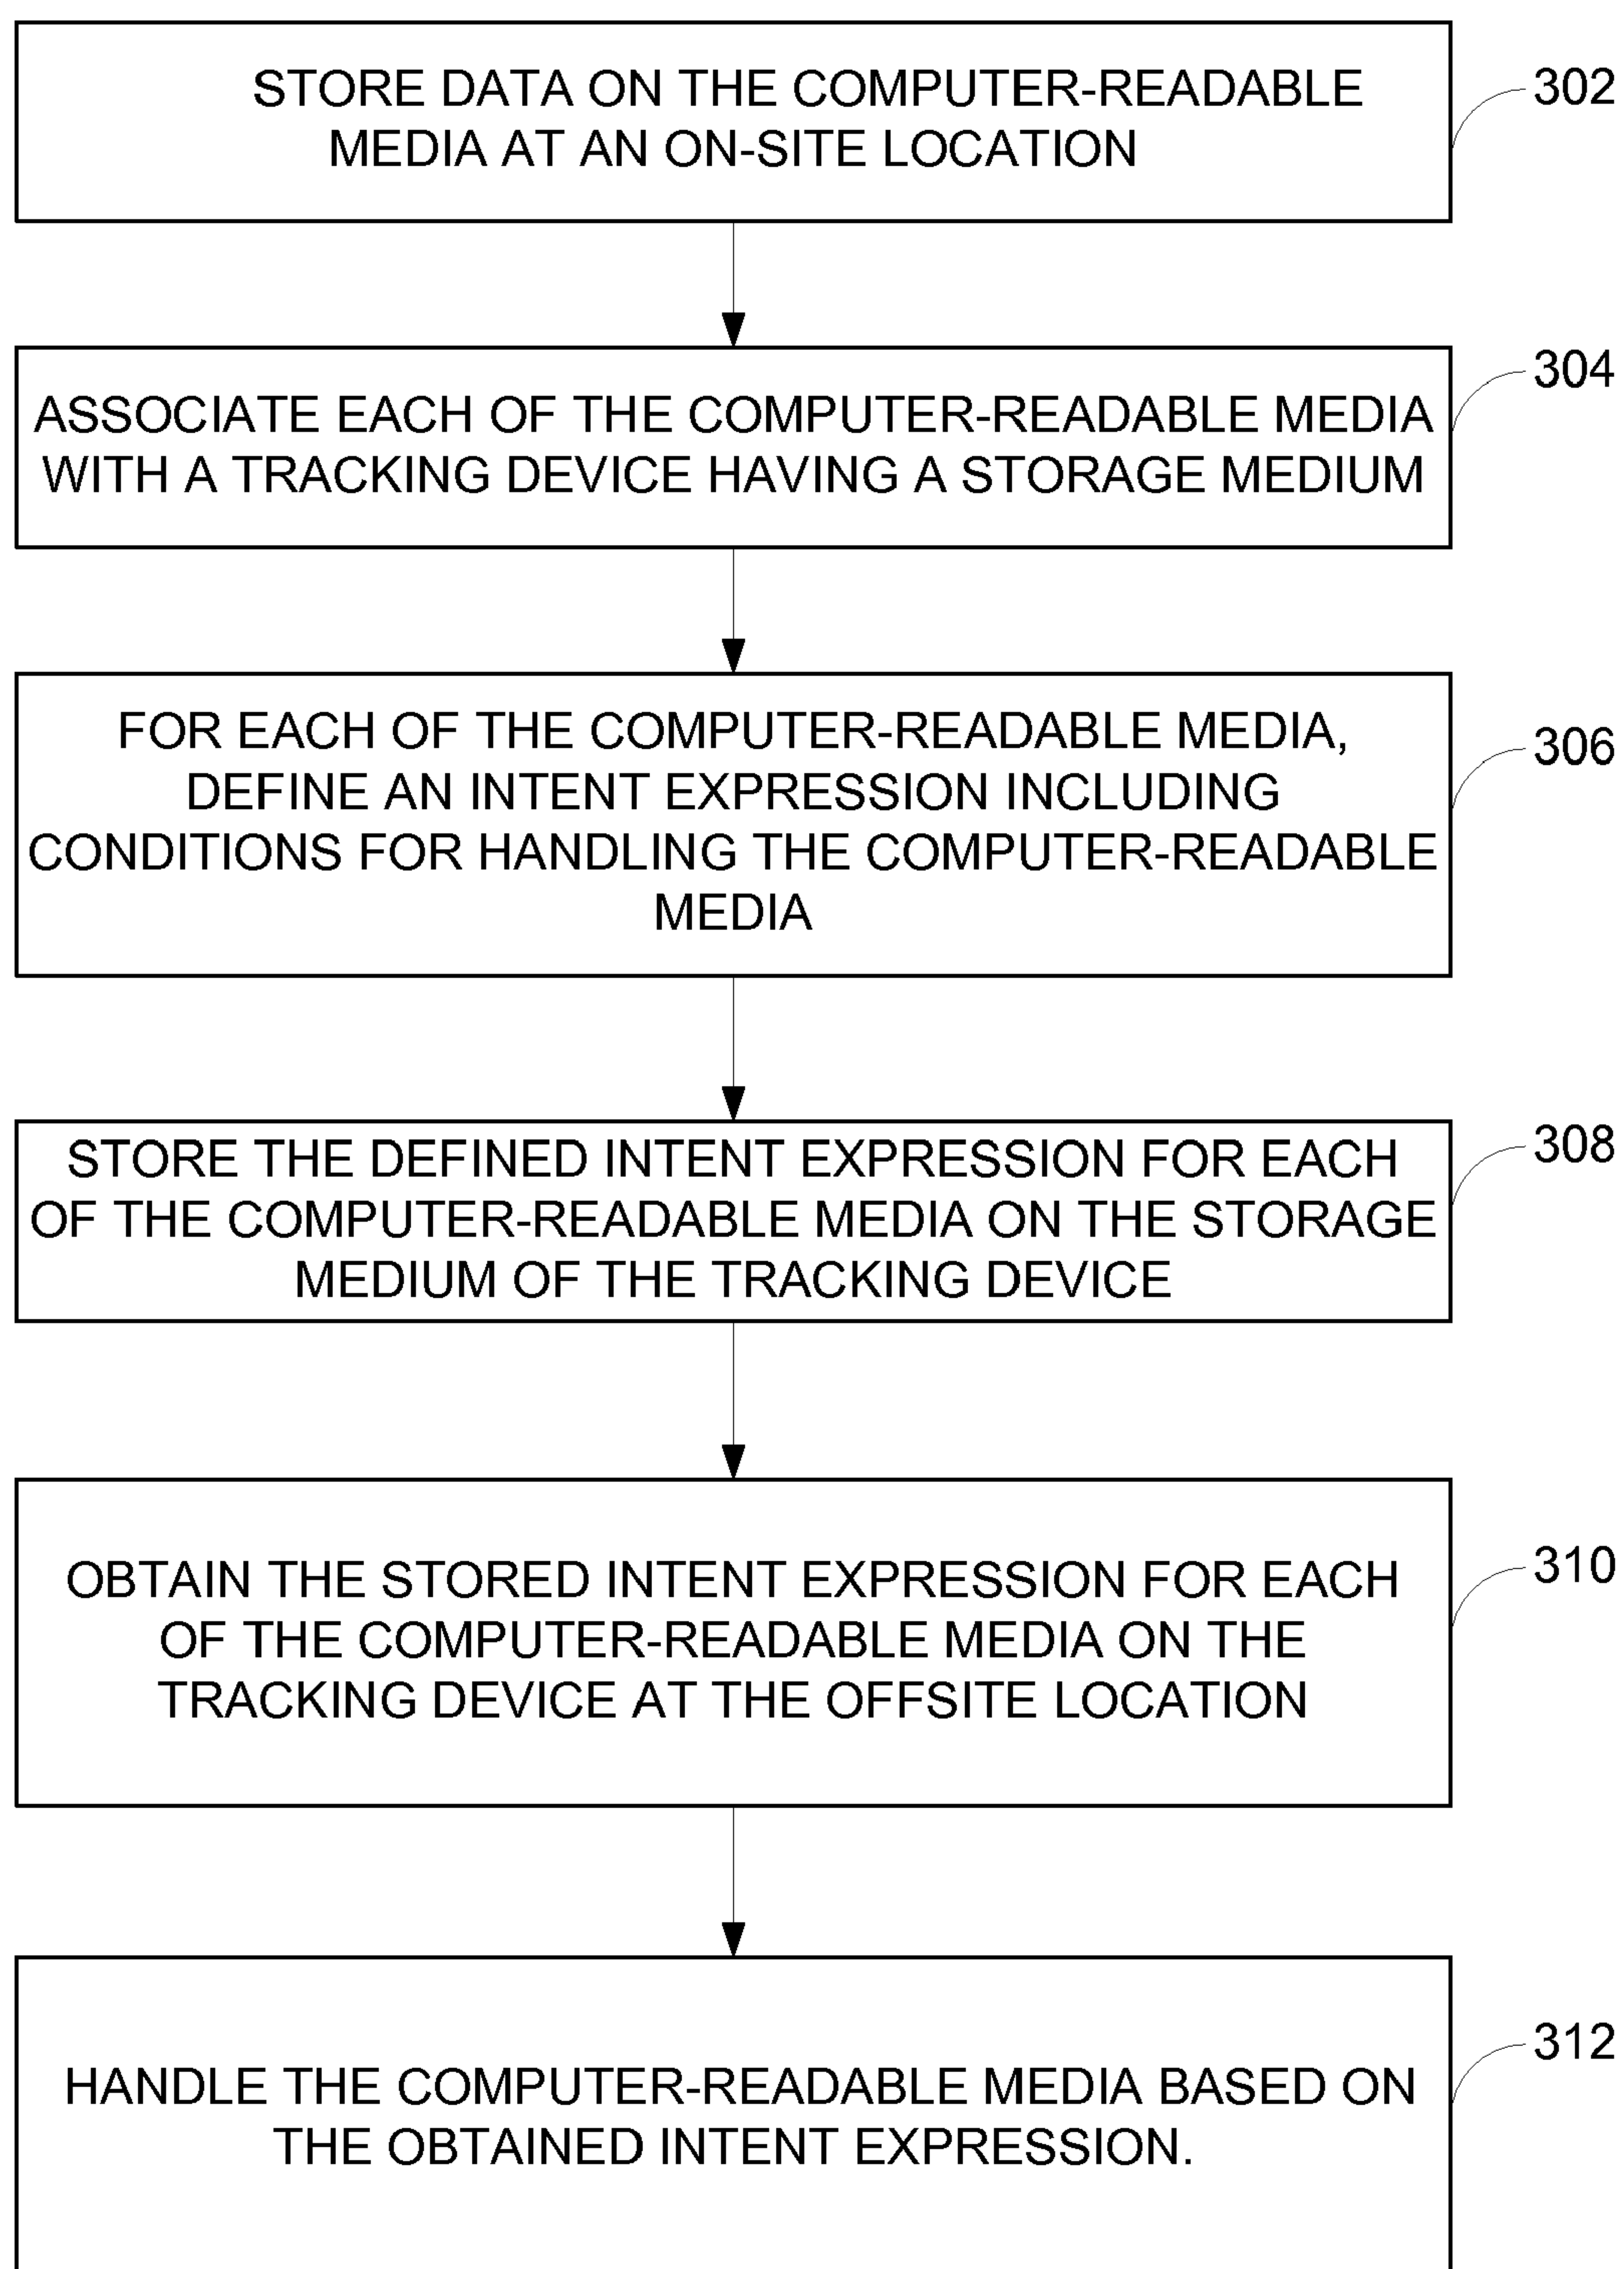 STORE DATA ON THE COMPUTER-READABLE
MEDIA AT AN ON-SITE LOCATION
302
ASSOCIATE EACH OF THE COMPUTER-READABLE MEDIA
WITH A TRACKING DEVICE HAVING A STORAGE MEDIUM
304
FOR EACH OF THE COMPUTER-READABLE MEDIA,
DEFINE AN INTENT EXPRESSION INCLUDING
CONDITIONS FOR HANDLING THE COMPUTER-READABLE
MEDIA
306
STORE THE DEFINED INTENT EXPRESSION FOR EACH
OF THE COMPUTER-READABLE MEDIA ON THE STORAGE
MEDIUM OF THE TRACKING DEVICE
308
OBTAIN THE STORED INTENT EXPRESSION FOR EACH
OF THE COMPUTER-READABLE MEDIA ON THE
TRACKING DEVICE AT THE OFFSITE LOCATION
310
HANDLE THE COMPUTER-READABLE MEDIA BASED ON
THE OBTAINED INTENT EXPRESSION.
312